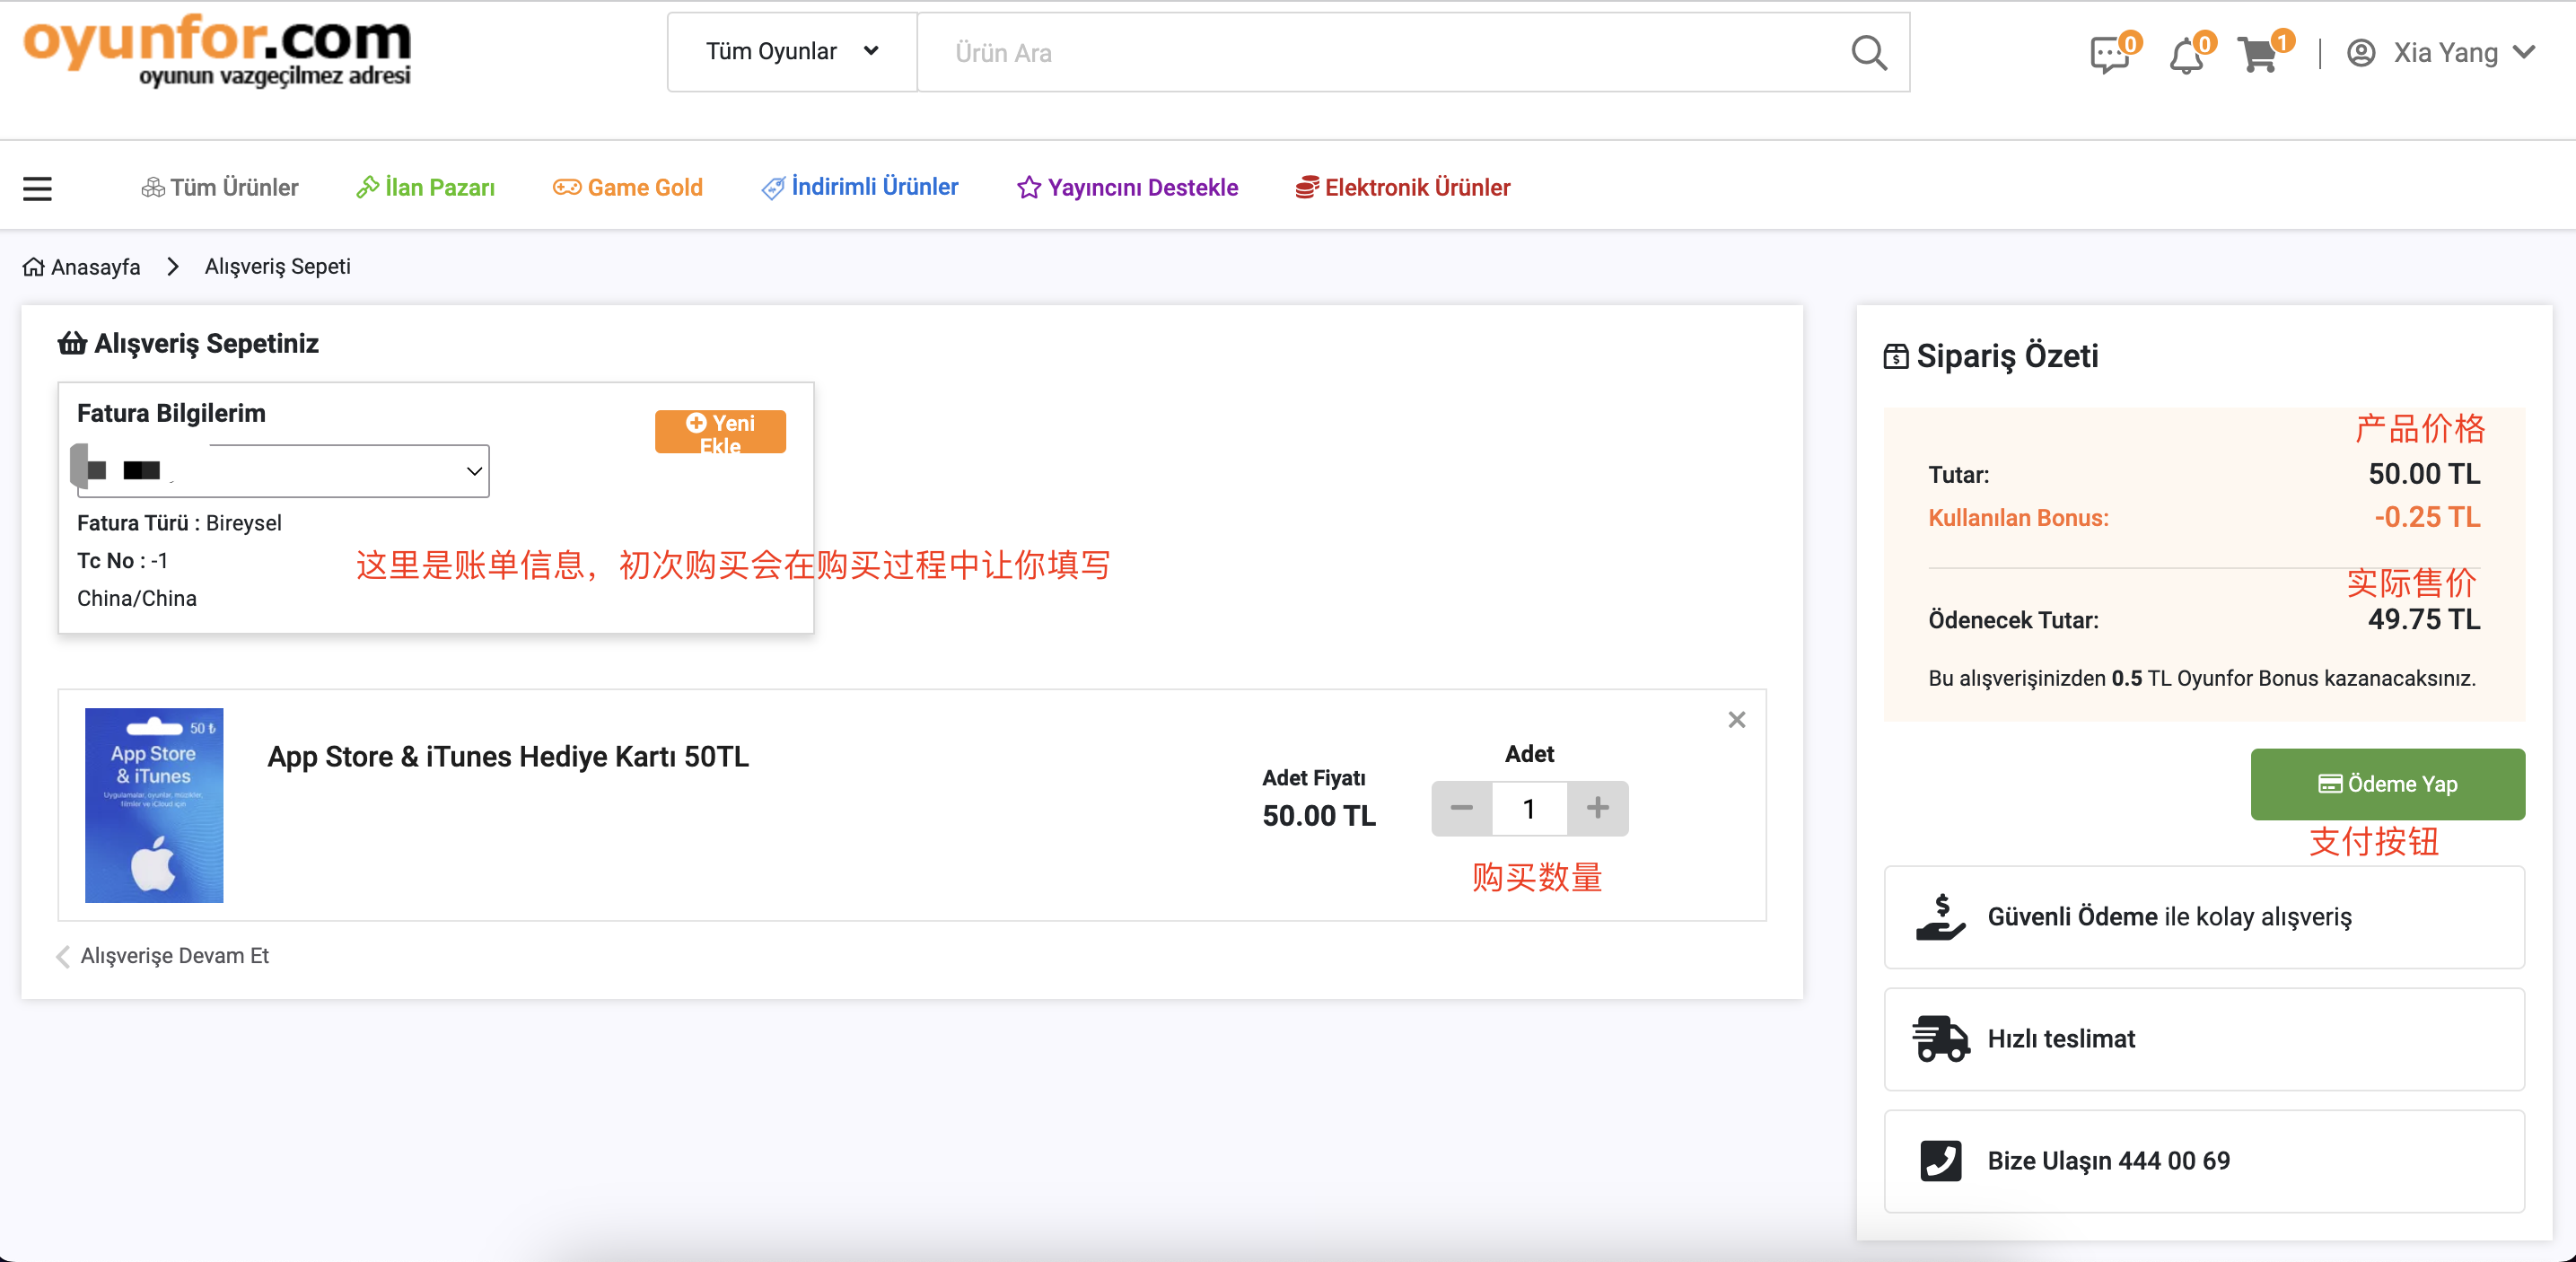 oyunfor.com
oyunun vazgeçilmez adresi
Tüm Oyunlar
Ürün Ara
0
0
1
Xia Yang
Tüm Ürünler
İlan Pazarı
Game Gold
İndirimli Ürünler
Yayıncını Destekle
Elektronik Ürünler
Anasayfa
Alışveriş Sepeti
Alışveriş Sepetiniz
Fatura Bilgilerim
Yeni
Ekle
Fatura Türü : Bireysel
Tc No : -1
这里是账单信息，初次购买会在购买过程中让你填写
China/China
50 ₺
App Store
& iTunes
Uygulamalar, oyunlar, müzikler,
filmler ve iCloud için
App Store & iTunes Hediye Kartı 50TL
Adet Fiyatı
50.00 TL
Adet
1
购买数量
Alışverişe Devam Et
Sipariş Özeti
产品价格
Tutar:
50.00 TL
Kullanılan Bonus:
-0.25 TL
实际售价
Ödenecek Tutar:
49.75 TL
Bu alışverişinizden 0.5 TL Oyunfor Bonus kazanacaksınız.
Ödeme Yap
支付按钮
Güvenli Ödeme ile kolay alışveriş
Hızlı teslimat
Bize Ulaşın 444 00 69